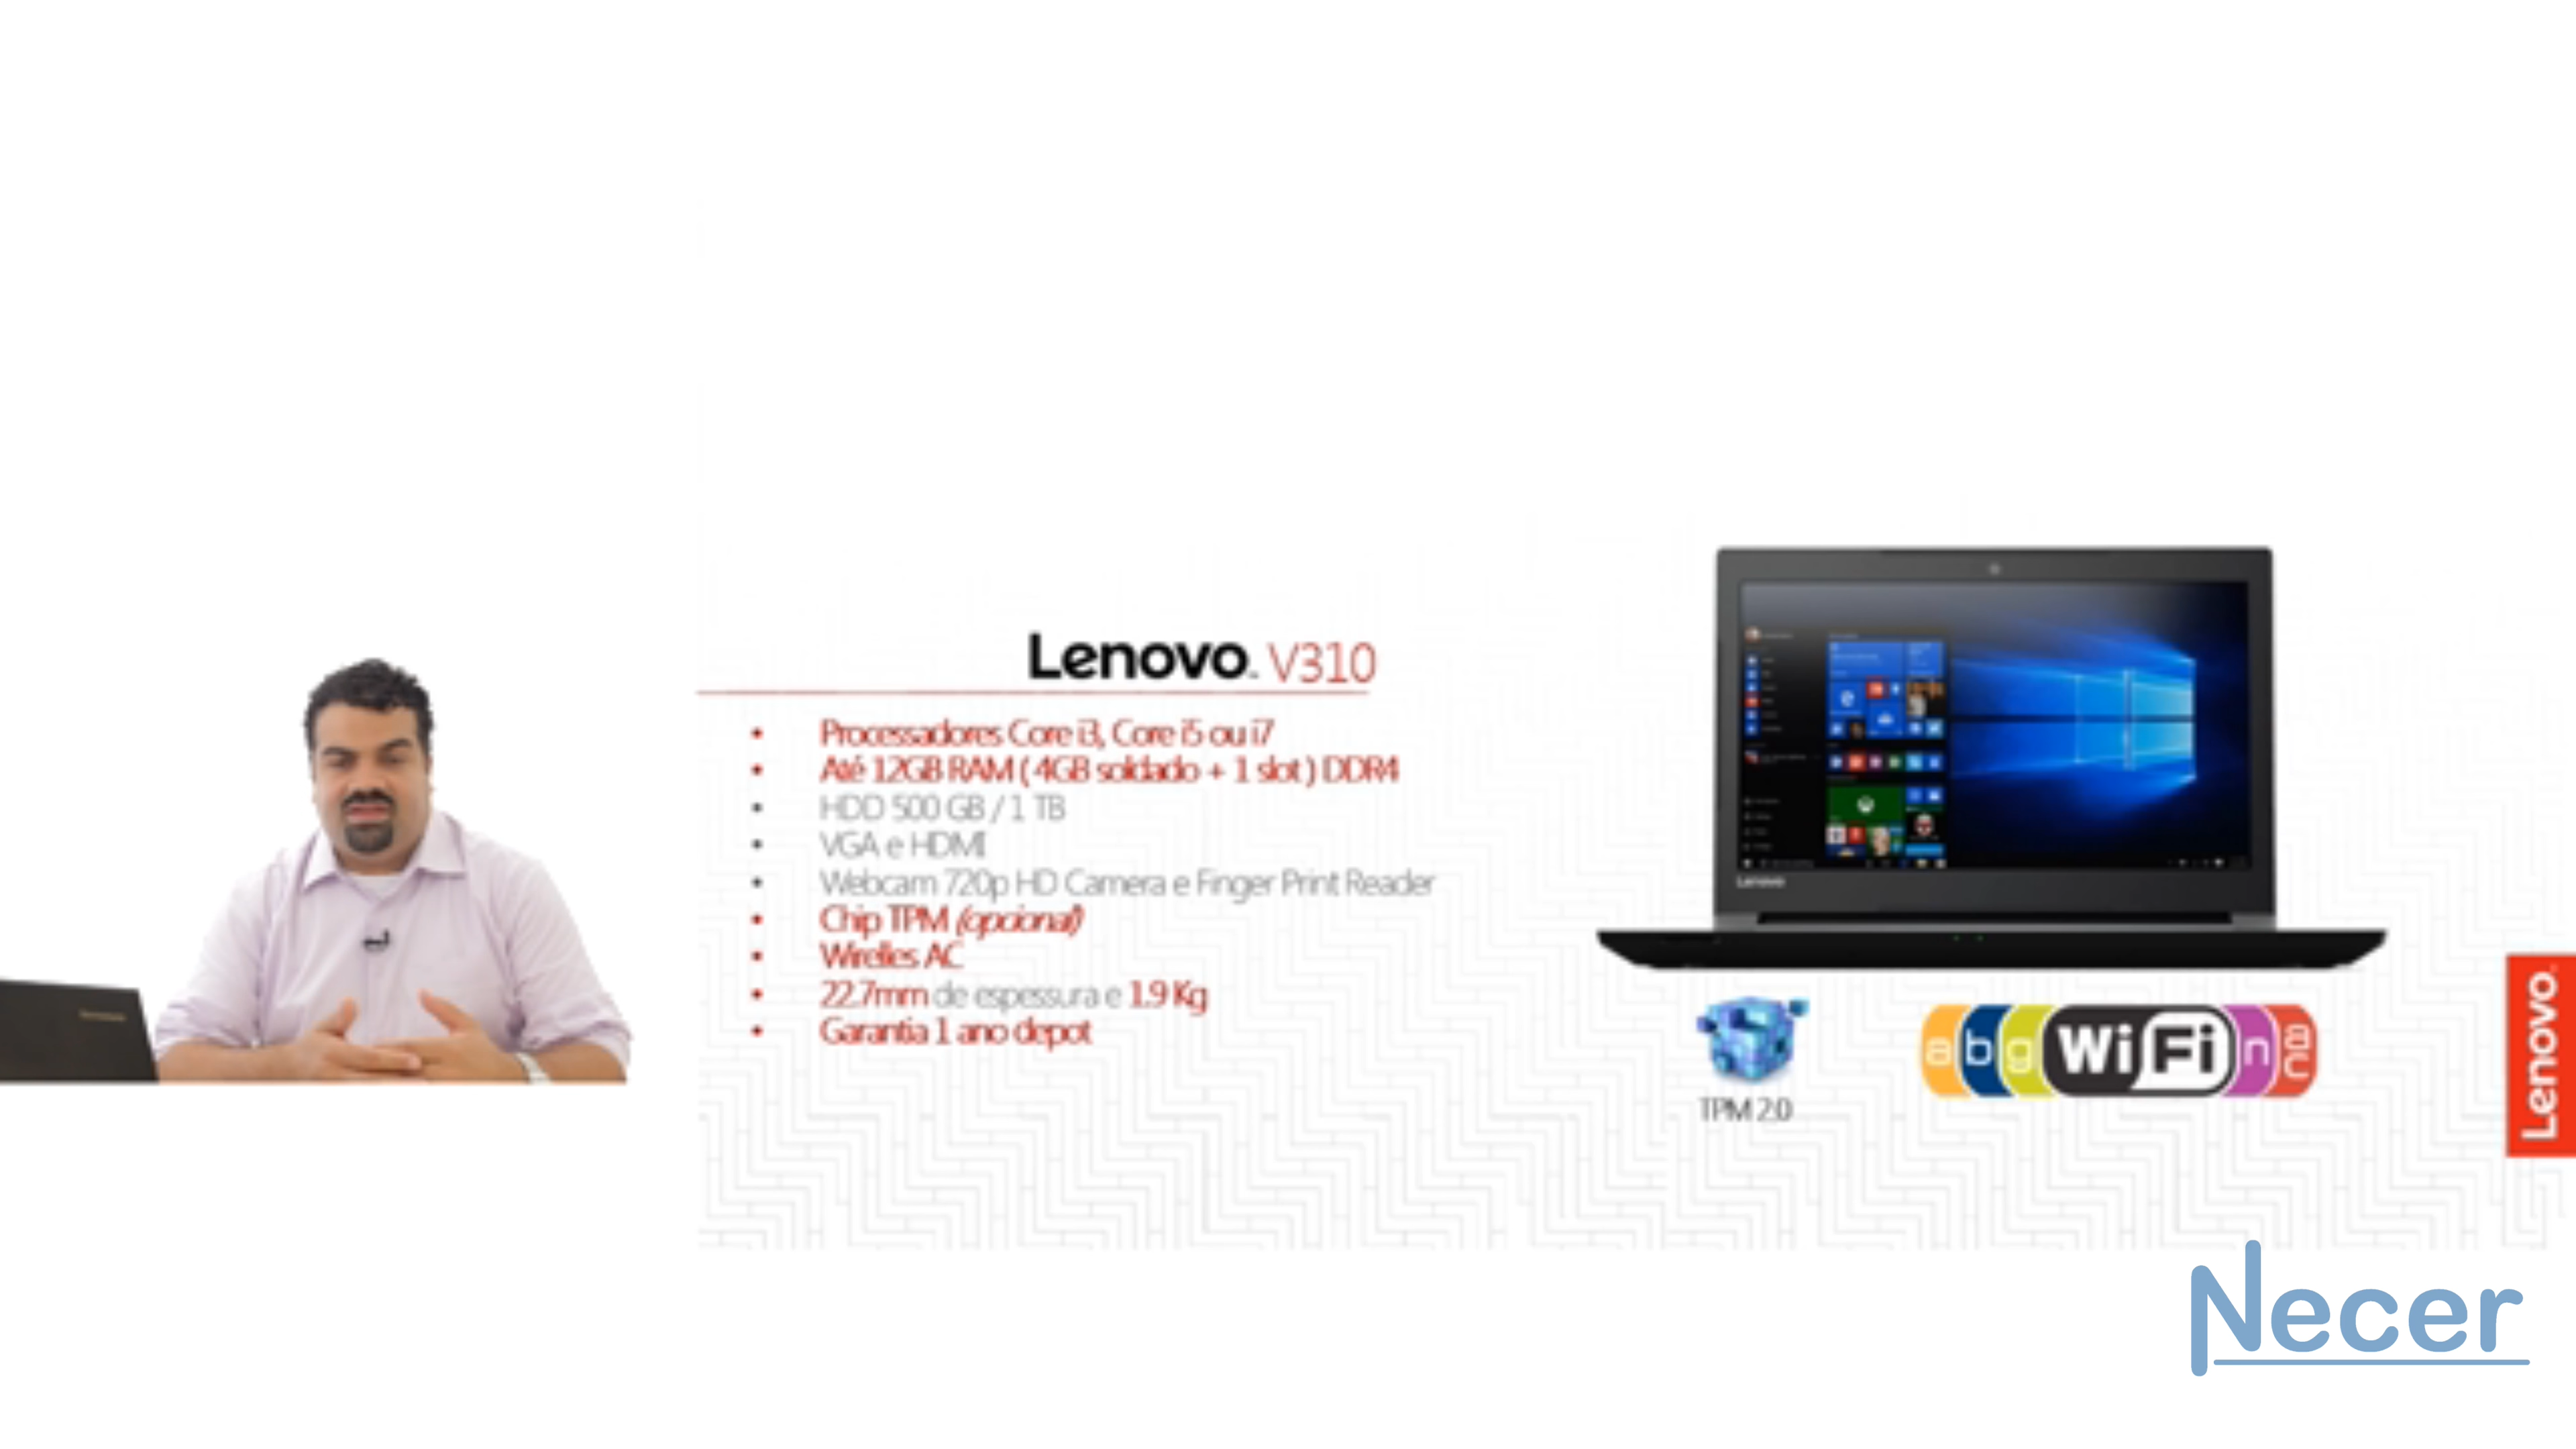 Lenovo V310
• Processadores Core i3, Core i5 ou i7
• Até 12GB RAM ( 4GB soldado + 1 slot ) DDR4
• HDD 500 GB / 1 TB
• VGA e HDMI
• Webcam 720p HD Camera e Finger Print Reader
• Chip TPM (opcional)
• Wirelles AC
• 22.7mm de espessura e 1.9 Kg
• Garantia 1 ano depot
Lenovo
TPM 2.0
a b g WiFi n ac
Lenovo
Necer